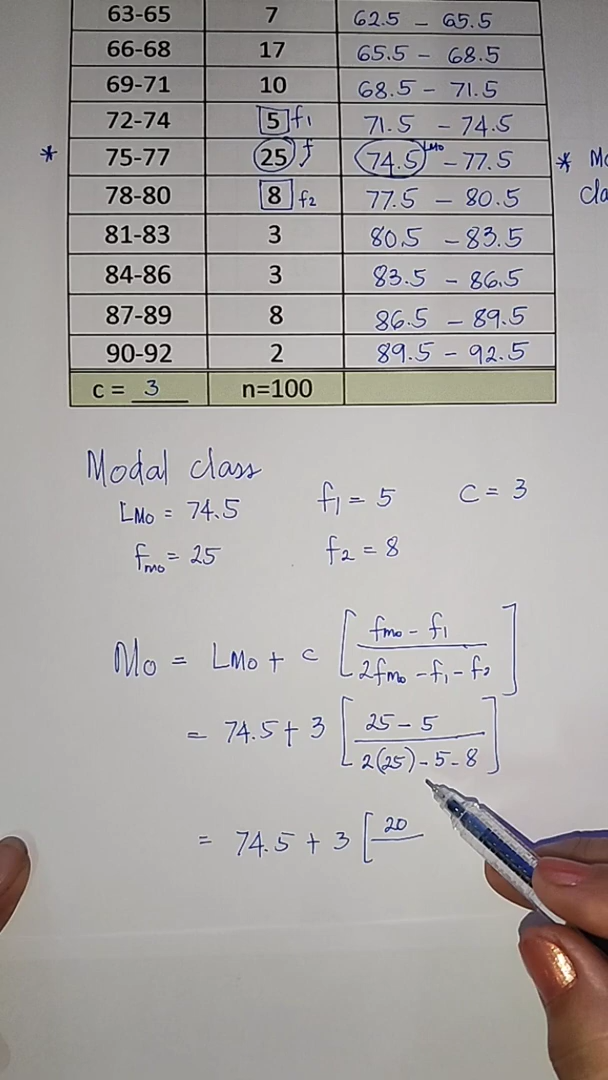 63-65 7 62.5 – 65.5
66-68 17 65.5 – 68.5
69-71 10 68.5 – 71.5
72-74 5 f1 71.5 – 74.5
* 75-77 25 f 74.5 LMo – 77.5 * Mo
78-80 8 f2 77.5 – 80.5 cla
81-83 3 80.5 – 83.5
84-86 3 83.5 – 86.5
87-89 8 86.5 – 89.5
90-92 2 89.5 – 92.5
c = 3 n=100
Modal class
LMo = 74.5 f1 = 5 c = 3
fmo = 25 f2 = 8
Mo = LMo + c [ fmo - f1 / 2fmo - f1 - f2 ]
= 74.5 + 3 [ 25 - 5 / 2(25) - 5 - 8 ]
= 74.5 + 3 [ 20